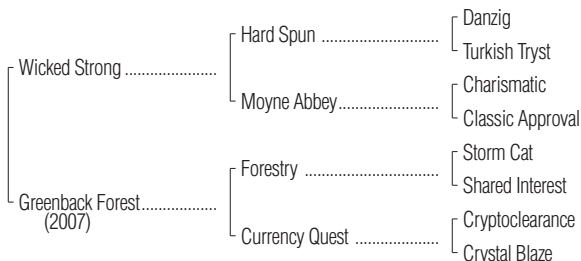 Danzig
Hard Spun ........................
Turkish Tryst
Wicked Strong .....................
Charismatic
Moyne Abbey...................
Classic Approval
Storm Cat
Forestry ........................
Shared Interest
Greenback Forest.................
(2007)
Cryptoclearance
Currency Quest ...................
Crystal Blaze